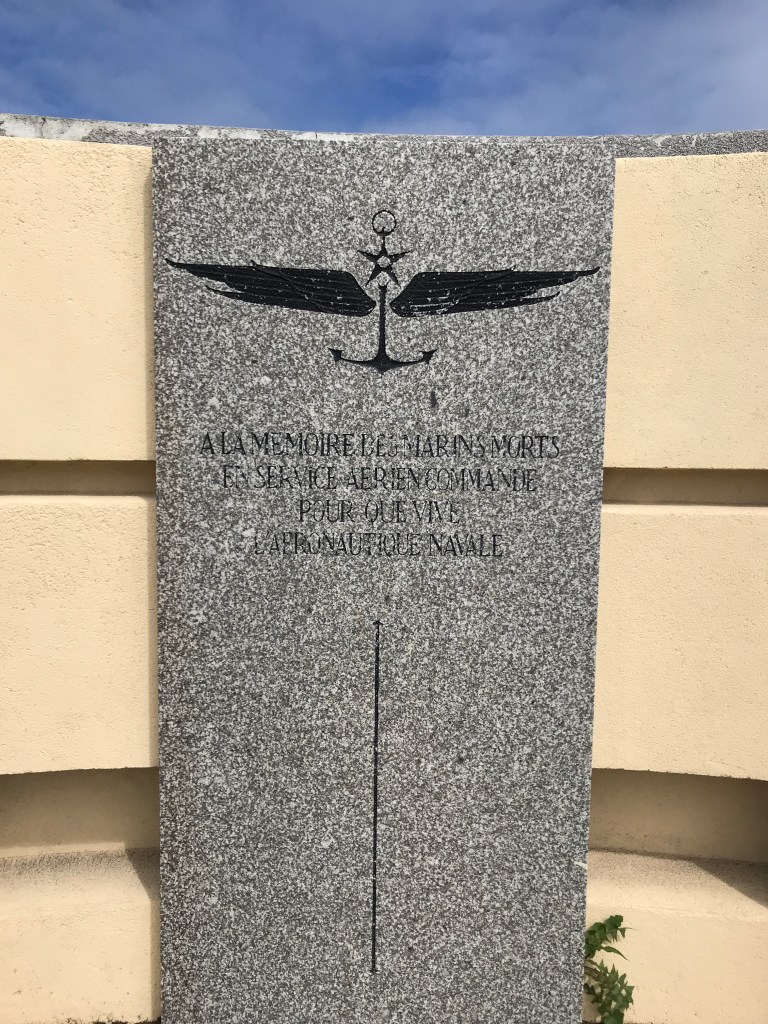 A LA MEMOIRE DES MARINS MORTS
EN SERVICE AERIEN COMMANDE
POUR QUE VIVE
L'AERONAUTIQUE NAVALE